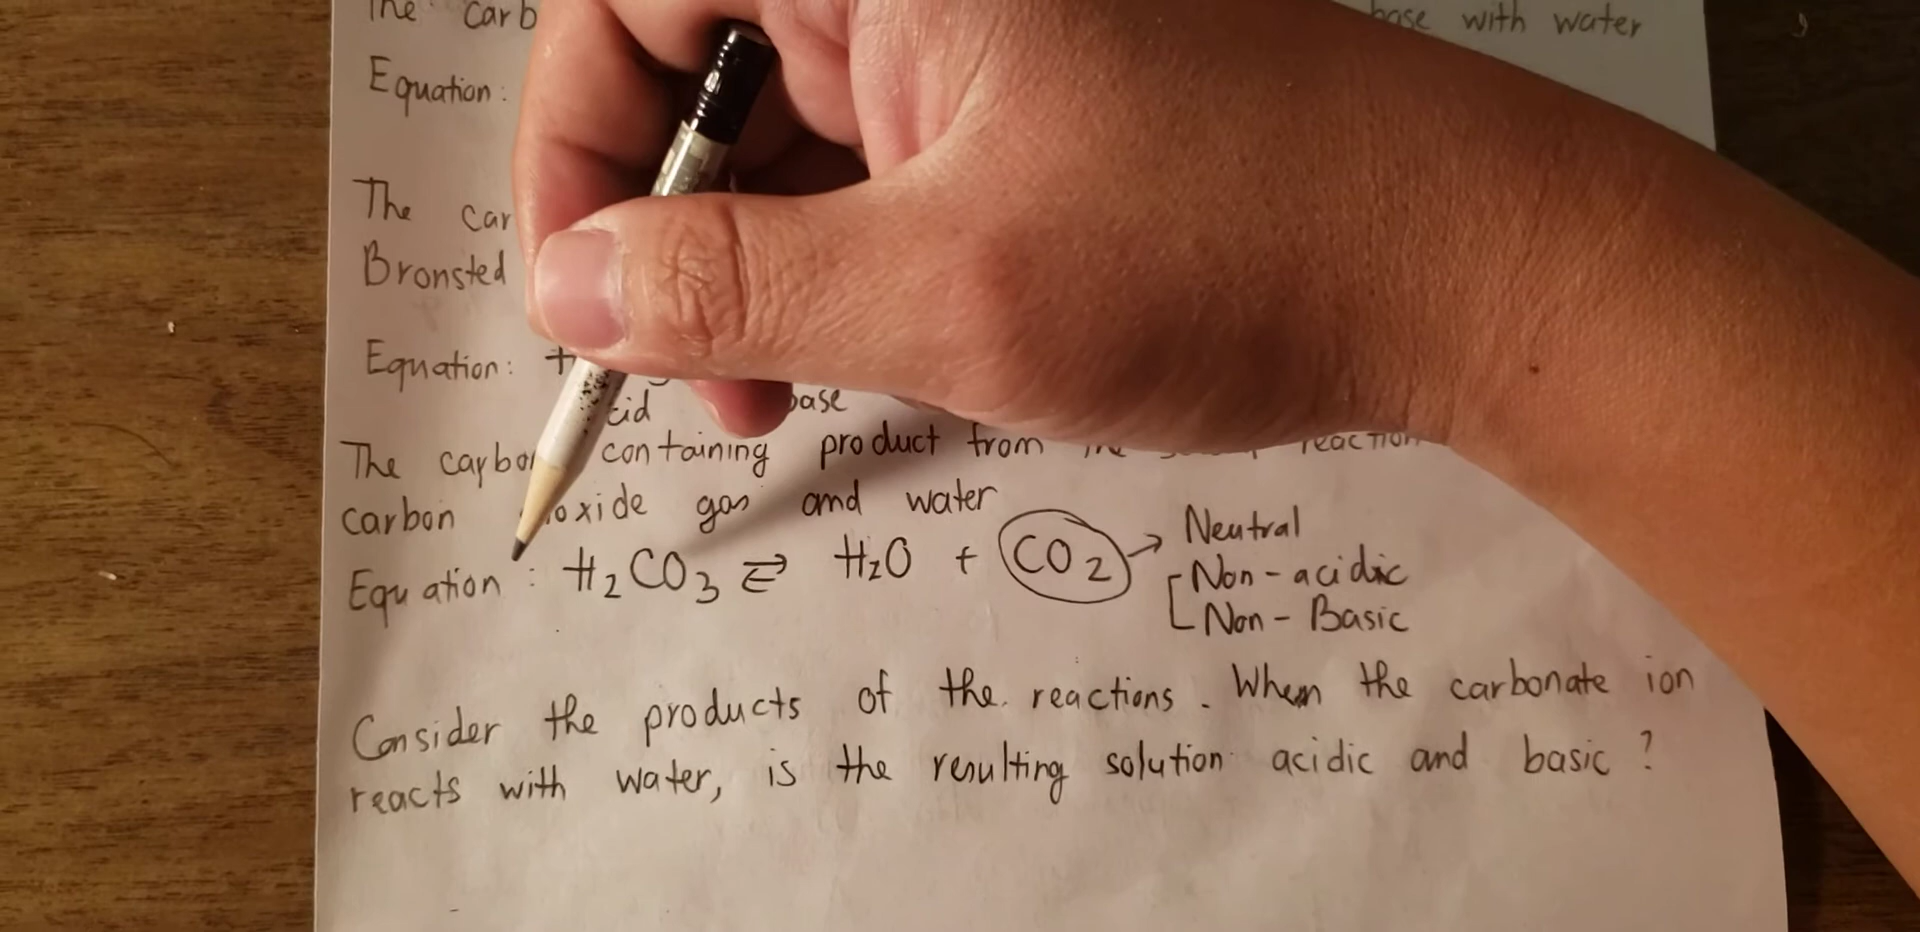 The carb base with water
Equation:
The car
Bronsted
Equation: +
cid base
The carbon containing product from reaction
carbon oxide gas and water
Equation : H₂CO₃ ⇄ H₂O + CO₂ → Neutral
Non-acidic
Non-Basic
Consider the products of the reactions. When the carbonate ion
reacts with water, is the resulting solution acidic and basic?